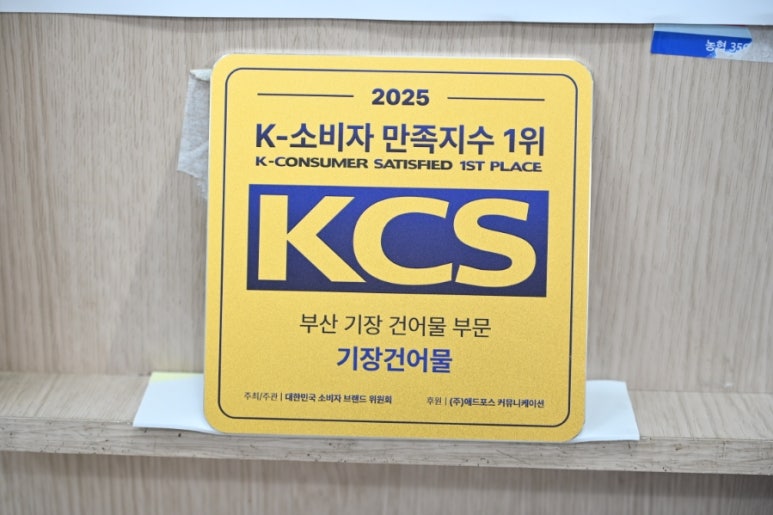 농협 35
2025
K-소비자 만족지수 1위
K-CONSUMER SATISFIED 1ST PLACE
KCS
부산 기장 건어물 부문
기장건어물
주최/주관 | 대한민국 소비자 브랜드 위원회 후원 | (주)애드포스 커뮤니케이션